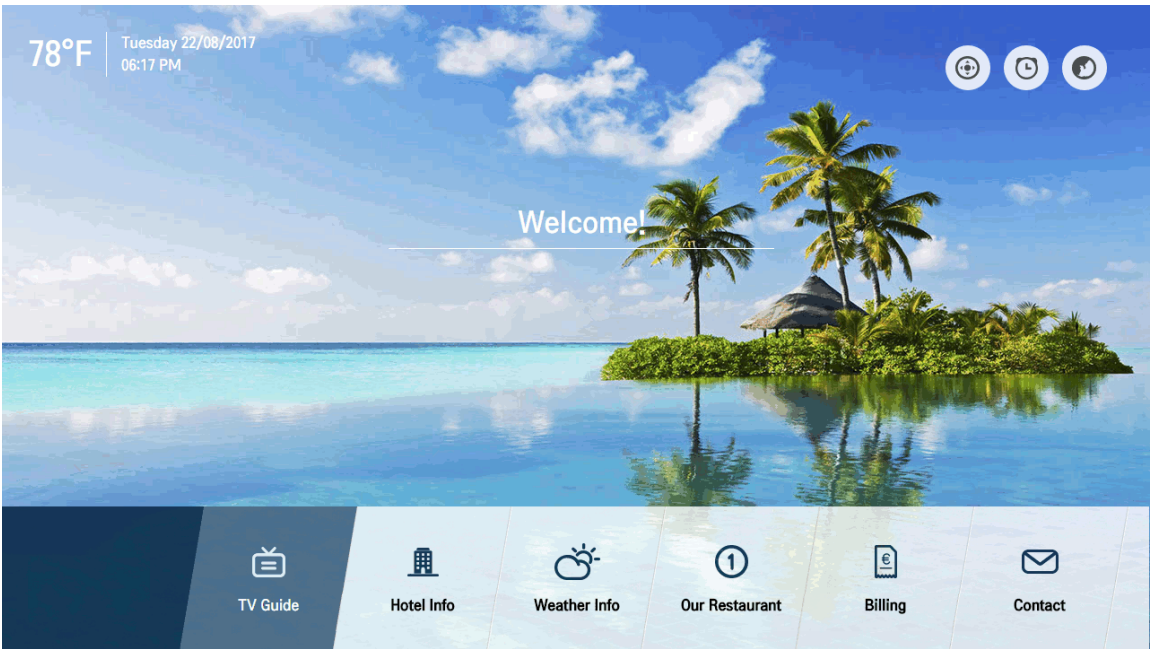 78°F
Tuesday 22/08/2017
06:17 PM
Welcome!
TV Guide
Hotel Info
Weather Info
1
Our Restaurant
€
Billing
Contact